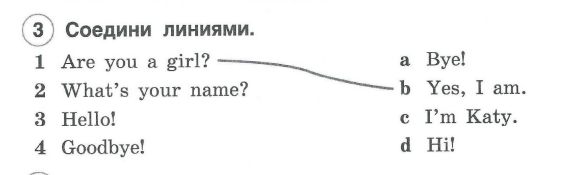 3 Соедини линиями.
1 Are you a girl? a Bye!
2 What's your name? b Yes, I am.
3 Hello! c I'm Katy.
4 Goodbye! d Hi!